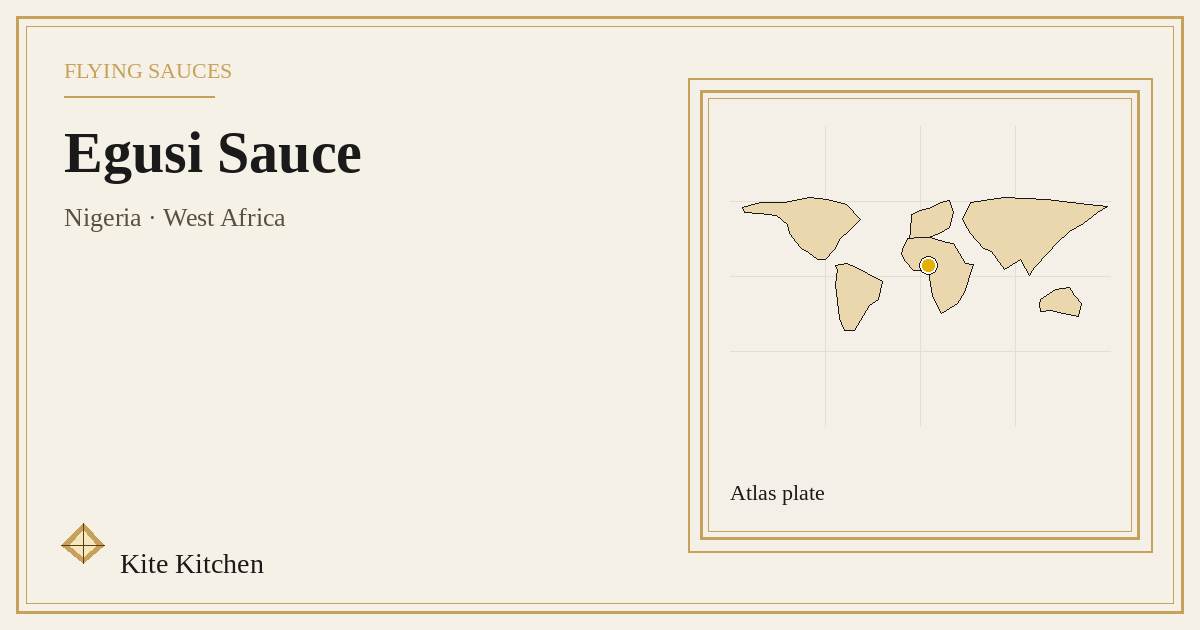 FLYING SAUCES
Egusi Sauce
Nigeria · West Africa
Atlas plate
Kite Kitchen